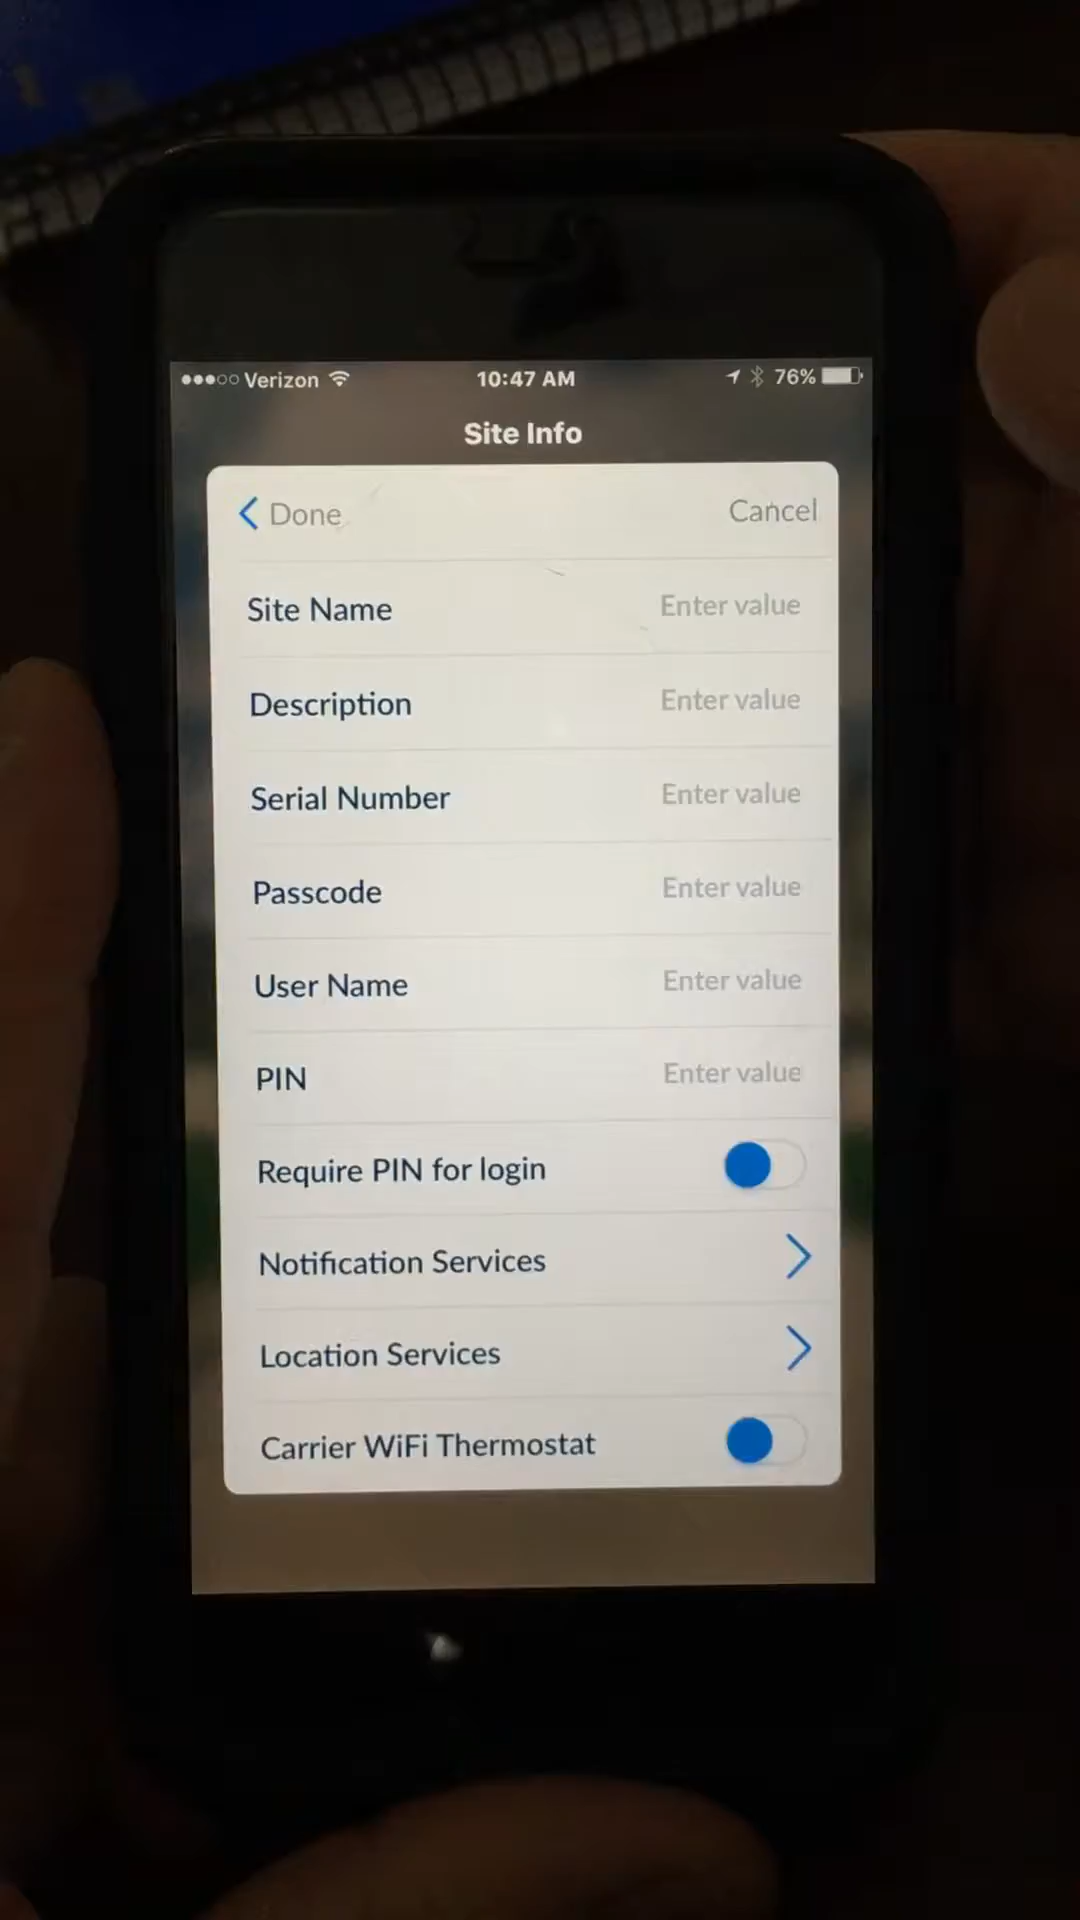 Verizon 10:47 AM 76%
Site Info
Done Cancel
Site Name Enter value
Description Enter value
Serial Number Enter value
Passcode Enter value
User Name Enter value
PIN Enter value
Require PIN for login
Notification Services
Location Services
Carrier WiFi Thermostat